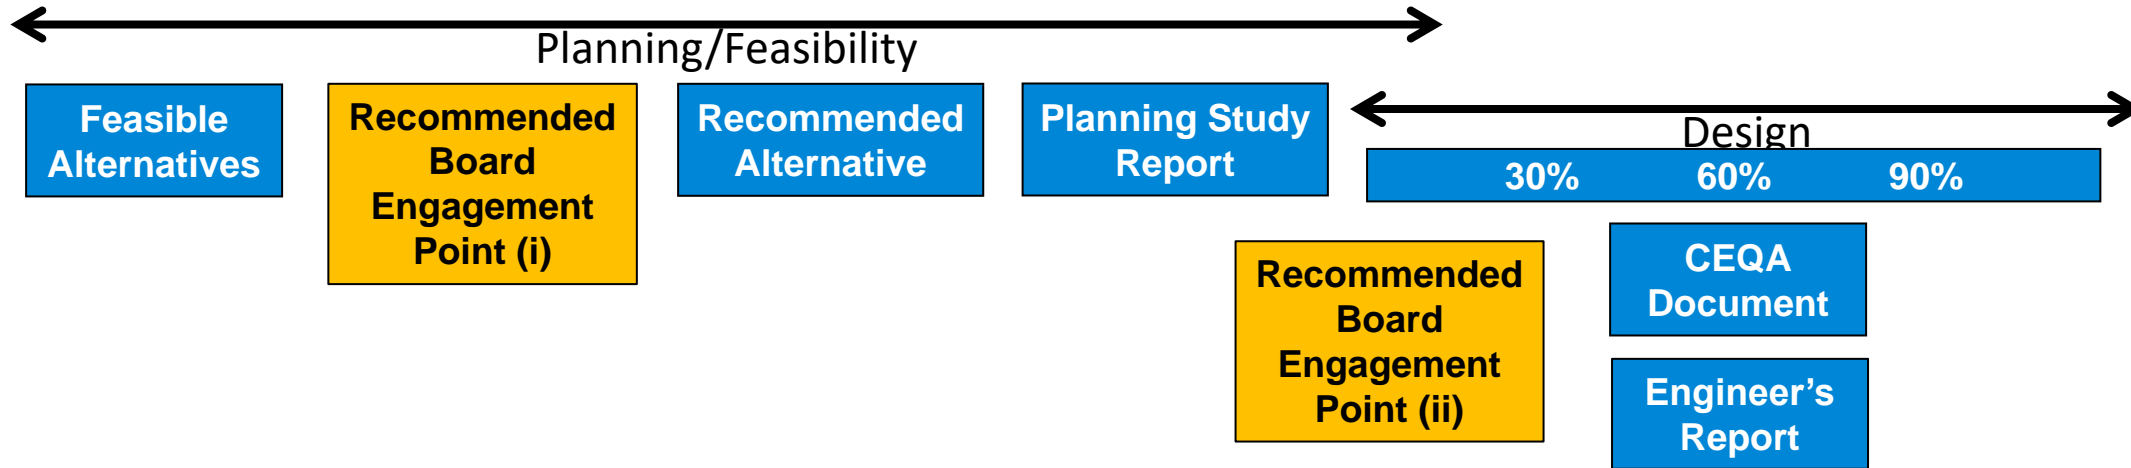 Planning/Feasibility
Feasible
Alternatives
Recommended
Board
Engagement
Point (i)
Recommended
Alternative
Planning Study
Report
Design
30% 60% 90%
Recommended
Board
Engagement
Point (ii)
CEQA
Document
Engineer’s
Report